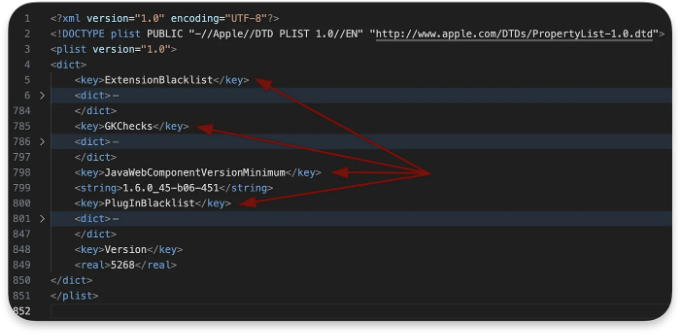 1 <?xml version="1.0" encoding="UTF-8"?>
2 <!DOCTYPE plist PUBLIC "-//Apple//DTD PLIST 1.0//EN" "http://www.apple.com/DTDs/PropertyList-1.0.dtd">
3 <plist version="1.0">
4 <dict>
5 <key>ExtensionBlacklist</key>
6 > <dict>–
784 </dict>
785 <key>GKChecks</key>
786 > <dict>–
797 </dict>
798 <key>JavaWebComponentVersionMinimum</key>
799 <string>1.6.0_45-b06-451</string>
800 <key>PlugInBlacklist</key>
801 > <dict>–
847 </dict>
848 <key>Version</key>
849 <real>5268</real>
850 </dict>
851 </plist>
852